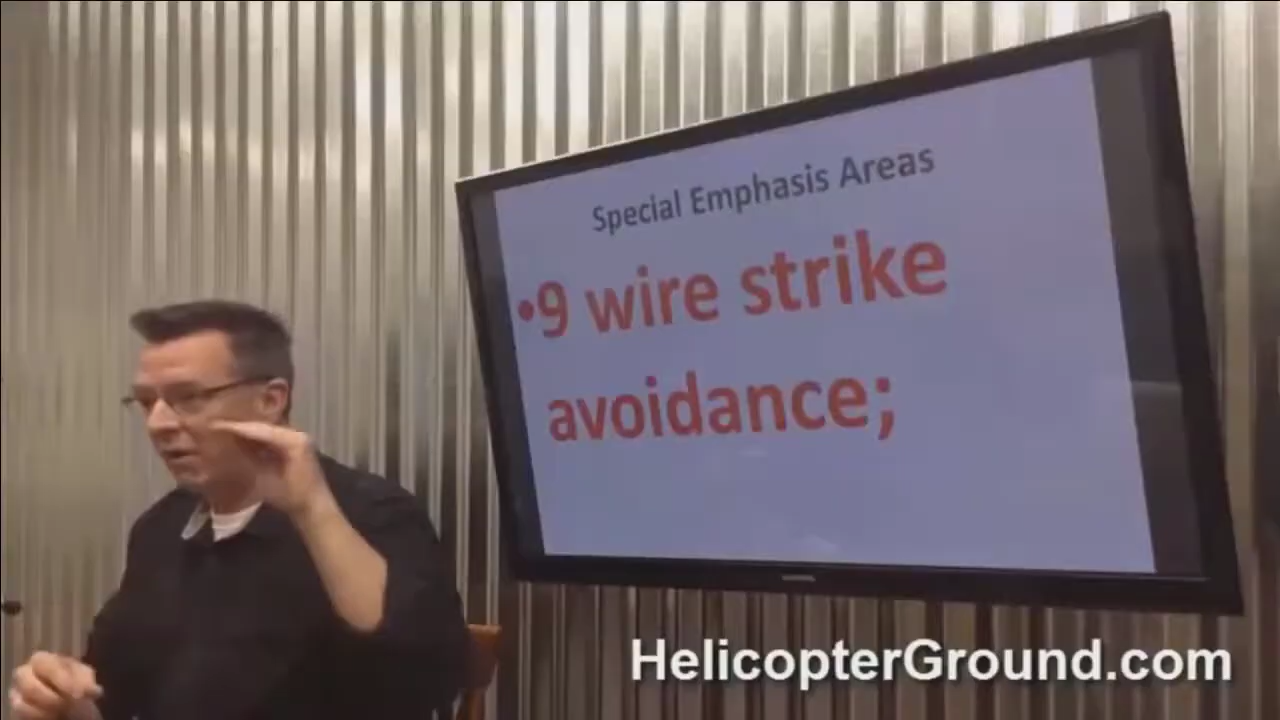 Special Emphasis Areas
•9 wire strike
avoidance;
HelicopterGround.com